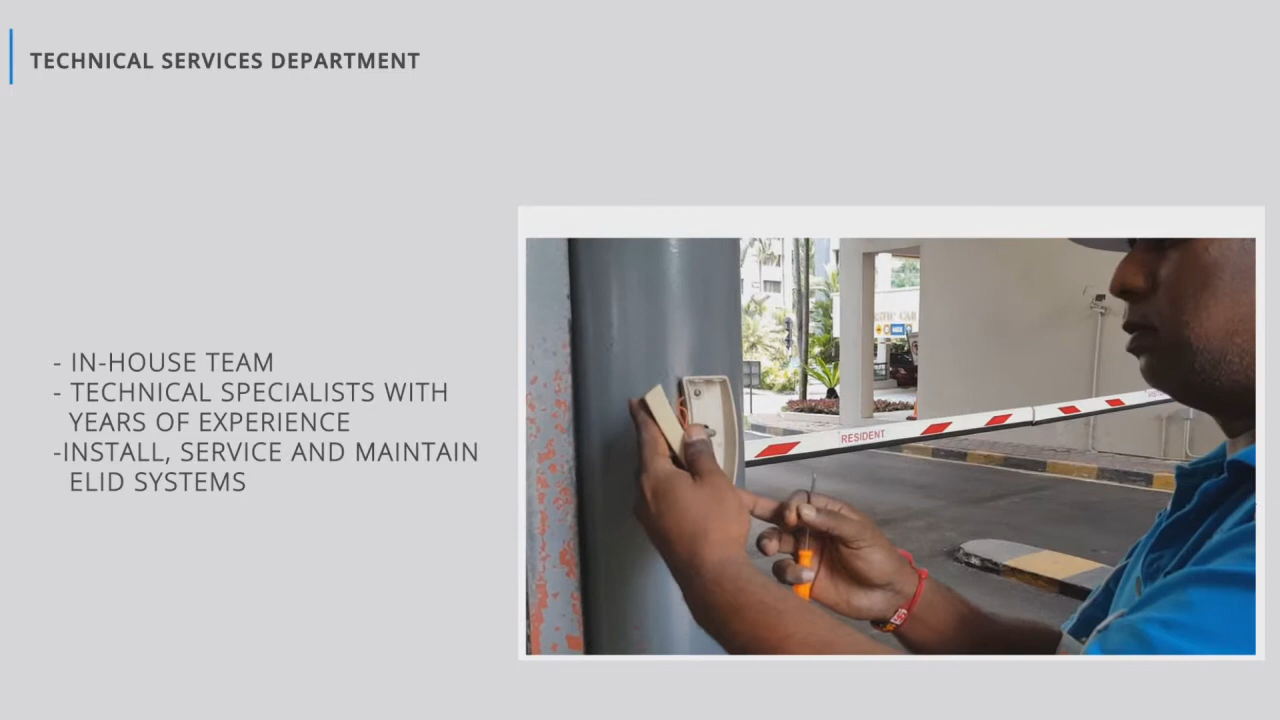 TECHNICAL SERVICES DEPARTMENT
- IN-HOUSE TEAM
- TECHNICAL SPECIALISTS WITH
YEARS OF EXPERIENCE
-INSTALL, SERVICE AND MAINTAIN
ELID SYSTEMS
RESIDENT